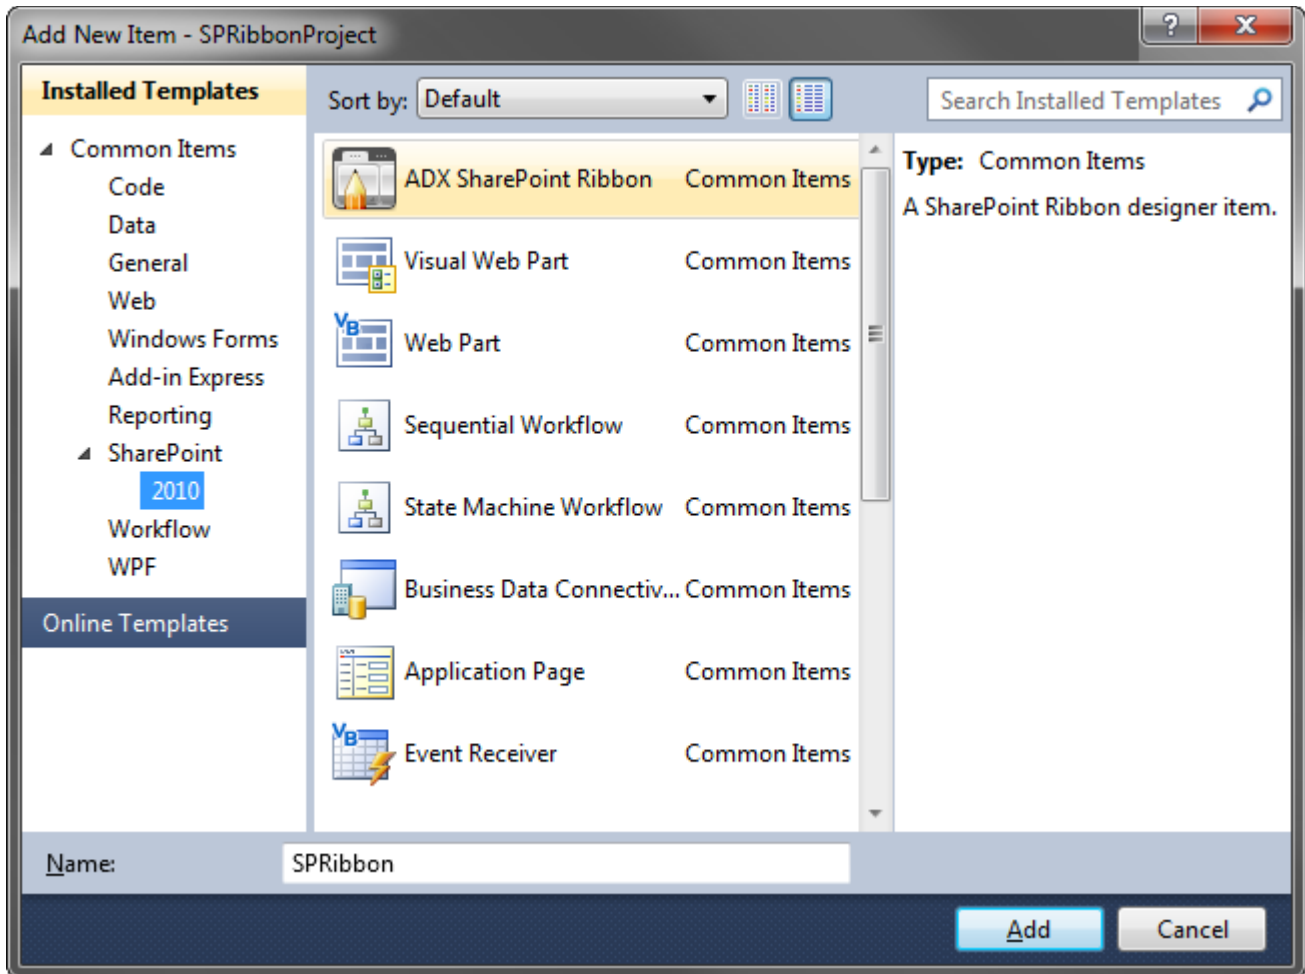 Add New Item - SPRibbonProject
?
Installed Templates
Sort by: Default
Search Installed Templates
Common Items
Code
Data
General
Web
Windows Forms
Add-in Express
Reporting
SharePoint
2010
Workflow
WPF
Online Templates
ADX SharePoint Ribbon Common Items
Visual Web Part Common Items
VB
Web Part Common Items
Sequential Workflow Common Items
State Machine Workflow Common Items
Business Data Connectiv... Common Items
Application Page Common Items
VB
Event Receiver Common Items
Type: Common Items
A SharePoint Ribbon designer item.
Name: SPRibbon
Add Cancel